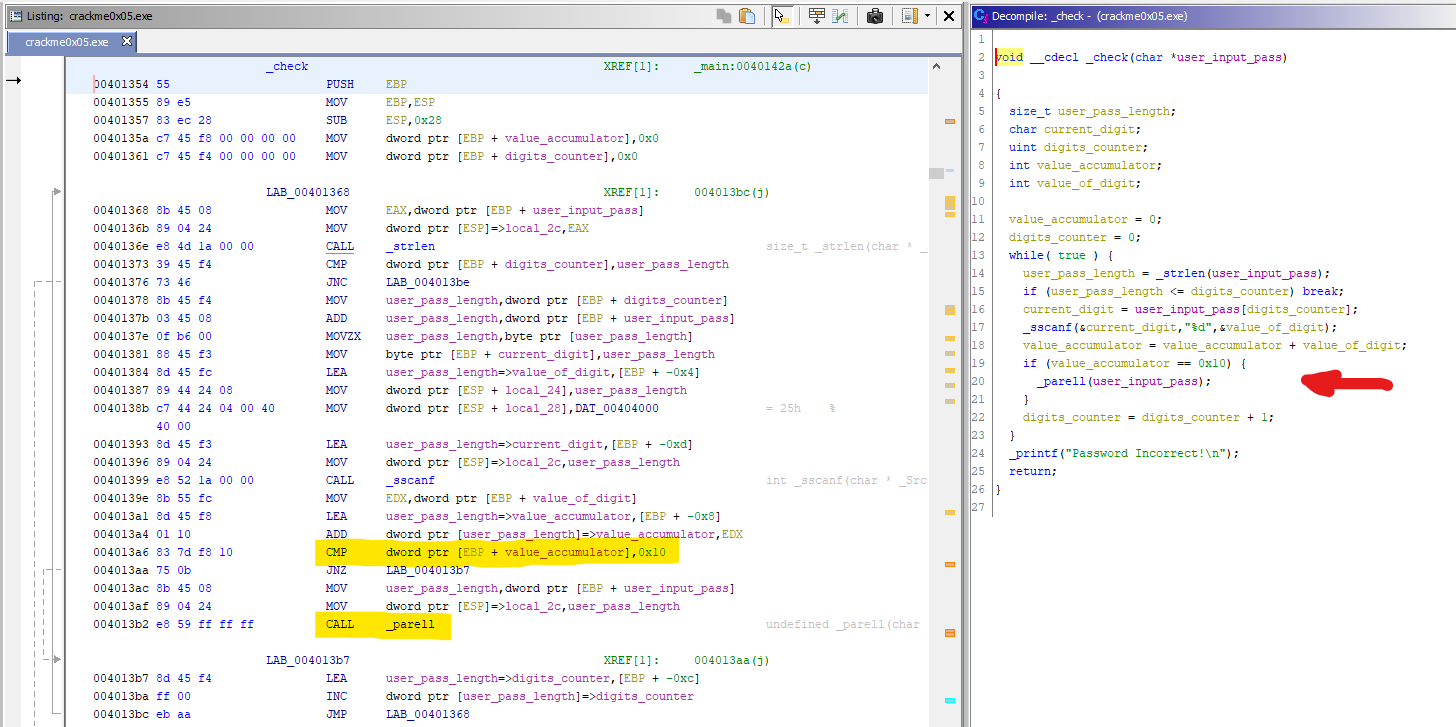 Listing: crackme0x05.exe
crackme0x05.exe
_check XREF[1]: _main:0040142a(c)
00401354 55 PUSH EBP
00401355 89 e5 MOV EBP,ESP
00401357 83 ec 28 SUB ESP,0x28
0040135a c7 45 f8 00 00 00 00 MOV dword ptr [EBP + value_accumulator],0x0
00401361 c7 45 f4 00 00 00 00 MOV dword ptr [EBP + digits_counter],0x0
LAB_00401368 XREF[1]: 004013bc(j)
00401368 8b 45 08 MOV EAX,dword ptr [EBP + user_input_pass]
0040136b 89 04 24 MOV dword ptr [ESP]=>local_2c,EAX
0040136e e8 4d 1a 00 00 CALL _strlen size_t _strlen(char * _
00401373 39 45 f4 CMP dword ptr [EBP + digits_counter],user_pass_length
00401376 73 46 JNC LAB_004013be
00401378 8b 45 f4 MOV user_pass_length,dword ptr [EBP + digits_counter]
0040137b 03 45 08 ADD user_pass_length,dword ptr [EBP + user_input_pass]
0040137e 0f b6 00 MOVZX user_pass_length,byte ptr [user_pass_length]
00401381 88 45 f3 MOV byte ptr [EBP + current_digit],user_pass_length
00401384 8d 45 fc LEA user_pass_length=>value_of_digit,[EBP + -0x4]
00401387 89 44 24 08 MOV dword ptr [ESP + local_24],user_pass_length
0040138b c7 44 24 04 00 40 MOV dword ptr [ESP + local_28],DAT_00404000 = 25h %
40 00
00401393 8d 45 f3 LEA user_pass_length=>current_digit,[EBP + -0xd]
00401396 89 04 24 MOV dword ptr [ESP]=>local_2c,user_pass_length
00401399 e8 52 1a 00 00 CALL _sscanf int _sscanf(char * _Src
0040139e 8b 55 fc MOV EDX,dword ptr [EBP + value_of_digit]
004013a1 8d 45 f8 LEA user_pass_length=>value_accumulator,[EBP + -0x8]
004013a4 01 10 ADD dword ptr [user_pass_length]=>value_accumulator,EDX
004013a6 83 7d f8 10 CMP dword ptr [EBP + value_accumulator],0x10
004013aa 75 0b JNZ LAB_004013b7
004013ac 8b 45 08 MOV user_pass_length,dword ptr [EBP + user_input_pass]
004013af 89 04 24 MOV dword ptr [ESP]=>local_2c,user_pass_length
004013b2 e8 59 ff ff ff CALL _parell undefined _parell(char
LAB_004013b7 XREF[1]: 004013aa(j)
004013b7 8d 45 f4 LEA user_pass_length=>digits_counter,[EBP + -0xc]
004013ba ff 00 INC dword ptr [user_pass_length]=>digits_counter
004013bc eb aa JMP LAB_00401368
Decompile: _check - (crackme0x05.exe)
1
2 void __cdecl _check(char *user_input_pass)
3
4 {
5 size_t user_pass_length;
6 char current_digit;
7 uint digits_counter;
8 int value_accumulator;
9 int value_of_digit;
10
11 value_accumulator = 0;
12 digits_counter = 0;
13 while( true ) {
14 user_pass_length = _strlen(user_input_pass);
15 if (user_pass_length <= digits_counter) break;
16 current_digit = user_input_pass[digits_counter];
17 _sscanf(&current_digit,"%d",&value_of_digit);
18 value_accumulator = value_accumulator + value_of_digit;
19 if (value_accumulator == 0x10) {
20 _parell(user_input_pass);
21 }
22 digits_counter = digits_counter + 1;
23 }
24 _printf("Password Incorrect!\n");
25 return;
26 }
27